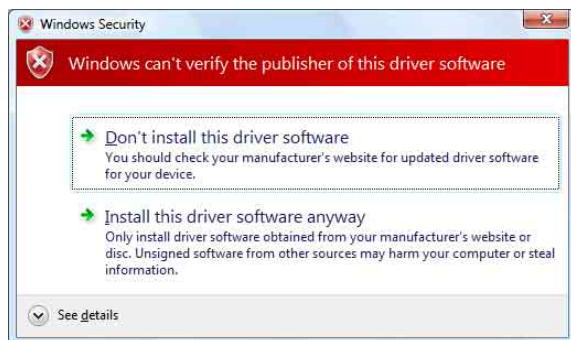 Windows Security
Windows can't verify the publisher of this driver software
Don't install this driver software
You should check your manufacturer's website for updated driver software
for your device.
Install this driver software anyway
Only install driver software obtained from your manufacturer's website or
disc. Unsigned software from other sources may harm your computer or steal
information.
See details